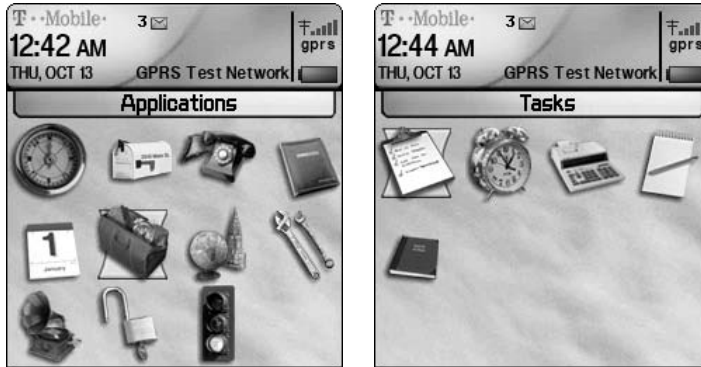 T··Mobile·
3
gprs
12:42 AM
THU, OCT 13
GPRS Test Network
Applications
1
January
T··Mobile·
3
gprs
12:44 AM
THU, OCT 13
GPRS Test Network
Tasks